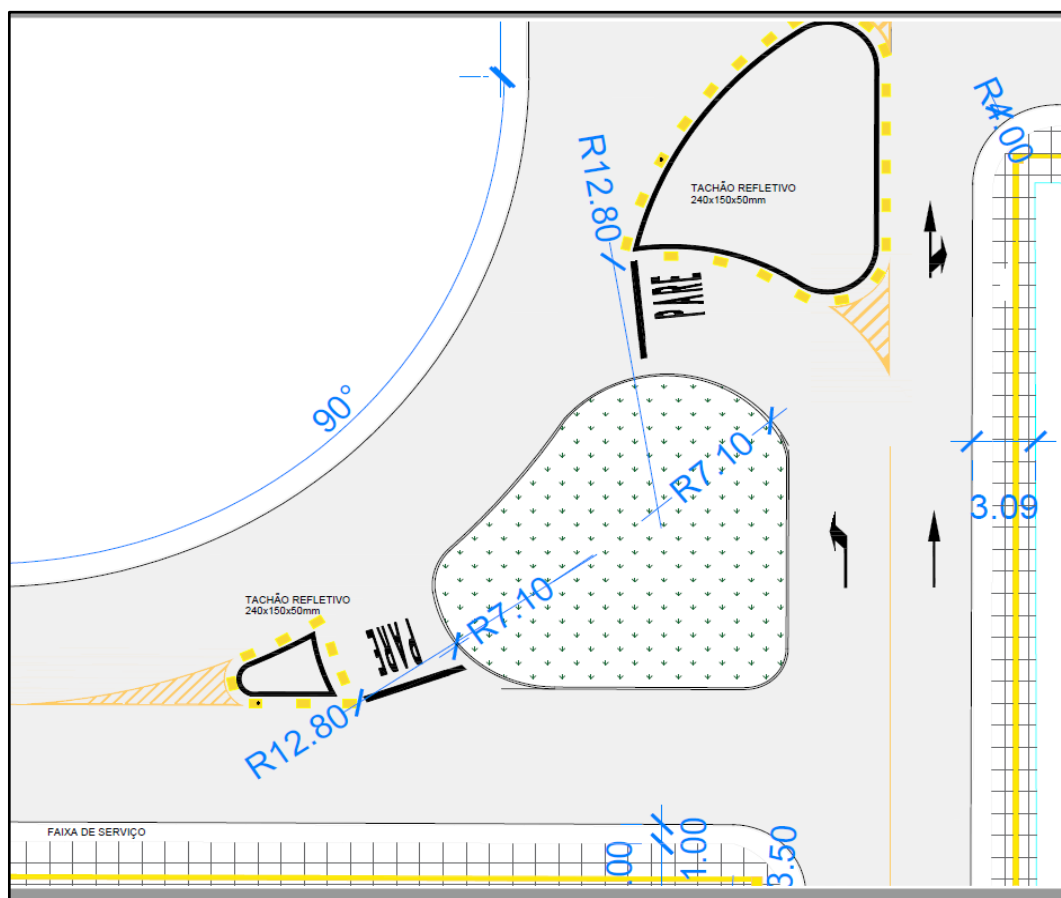 R4.00
R12.80
TACHÃO REFLETIVO
240x150x50mm
PARE
90°
R7.10
3.09
TACHÃO REFLETIVO
240x150x50mm
PARE
R7.10
R12.80
FAIXA DE SERVIÇO
.00
1.00
3.50